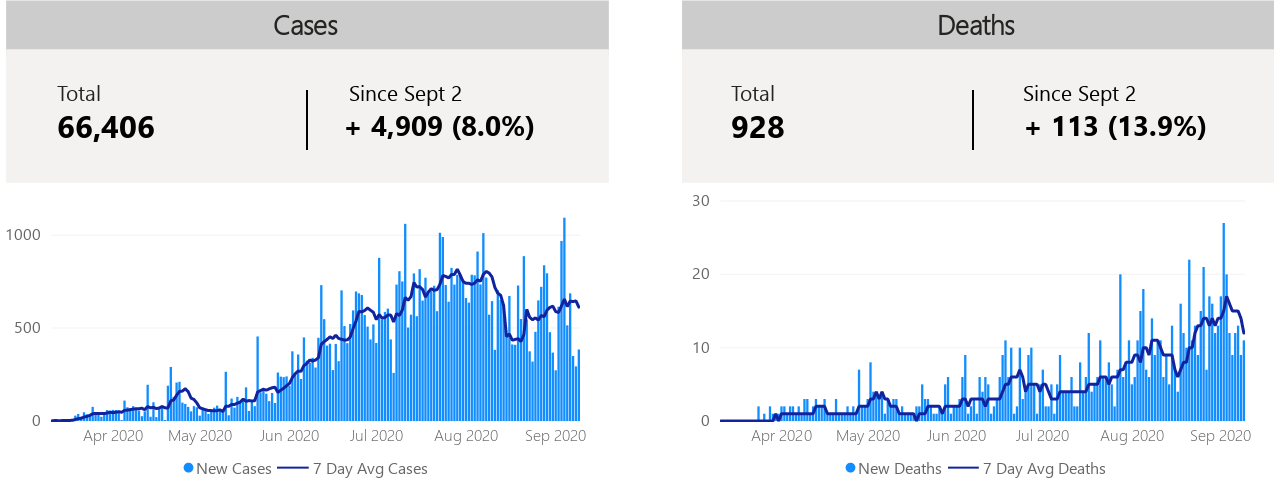 Cases
Total
66,406
Since Sept 2
+ 4,909 (8.0%)
1000
500
0
Apr 2020 May 2020 Jun 2020 Jul 2020 Aug 2020 Sep 2020
New Cases 7 Day Avg Cases
Deaths
Total
928
Since Sept 2
+ 113 (13.9%)
30
20
10
0
Apr 2020 May 2020 Jun 2020 Jul 2020 Aug 2020 Sep 2020
New Deaths 7 Day Avg Deaths